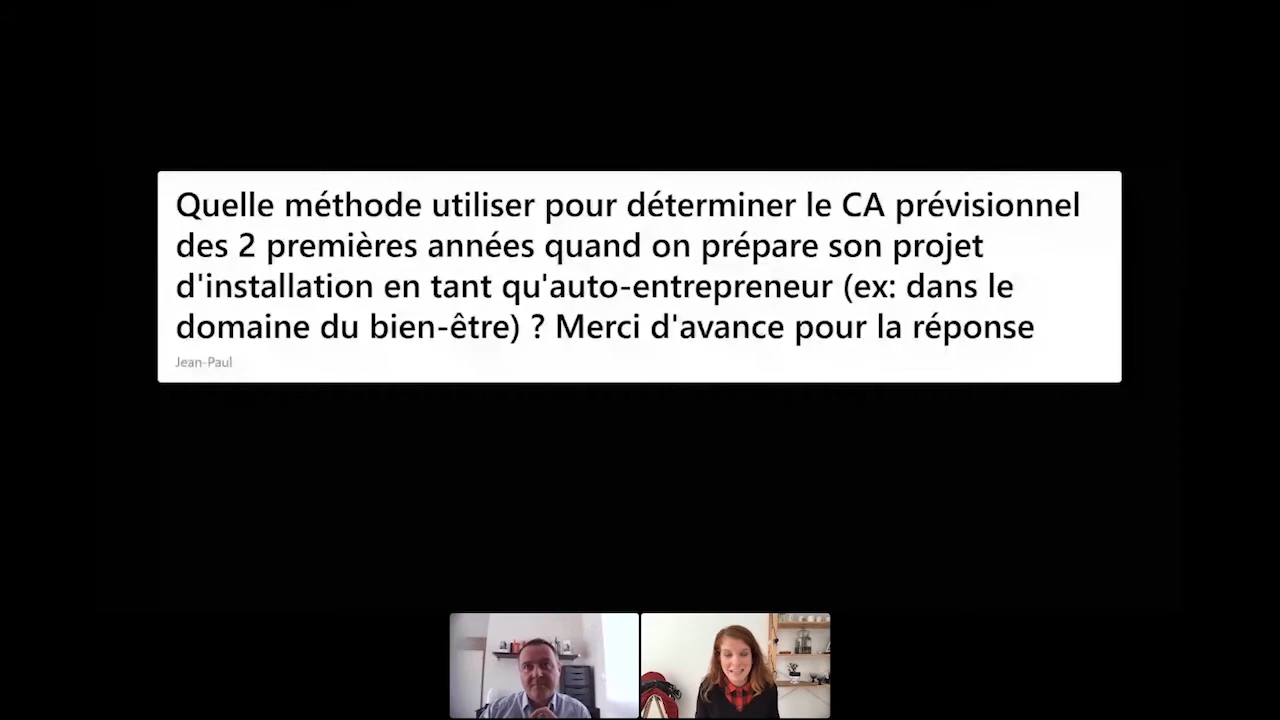 Quelle méthode utiliser pour déterminer le CA prévisionnel
des 2 premières années quand on prépare son projet
d'installation en tant qu'auto-entrepreneur (ex: dans le
domaine du bien-être) ? Merci d'avance pour la réponse
Jean-Paul